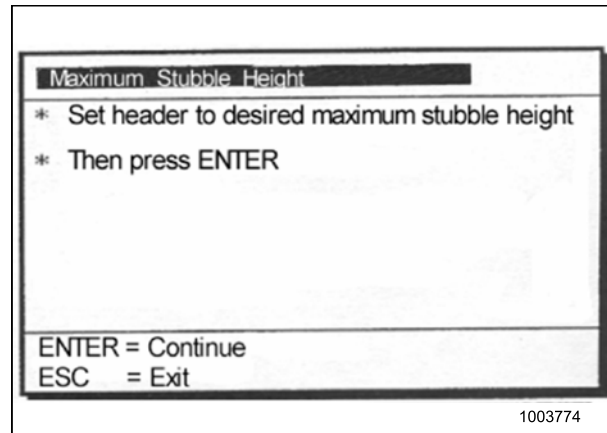 Maximum Stubble Height
* Set header to desired maximum stubble height
* Then press ENTER
ENTER = Continue
ESC = Exit
1003774